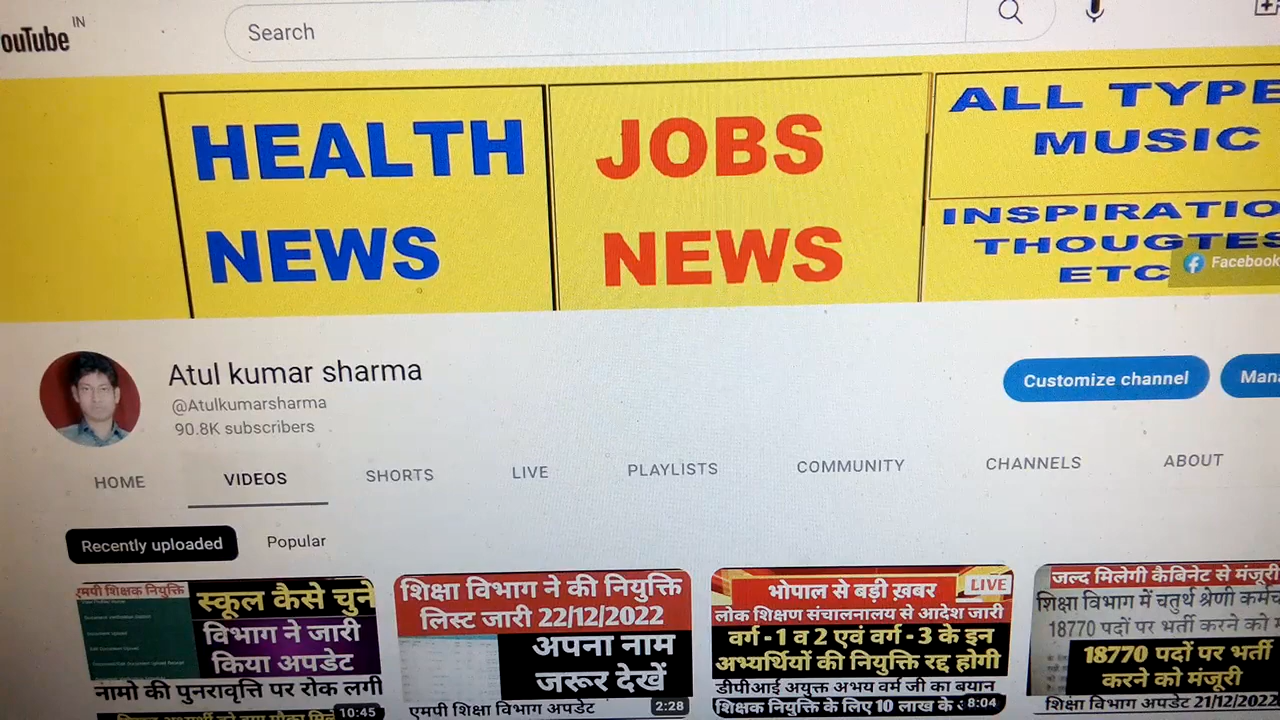 ouTube IN
Search
HEALTH
NEWS
JOBS
NEWS
ALL TYPE
MUSIC
INSPIRATIO
THOUGTES
ETC
Facebook
Atul kumar sharma
@Atulkumarsharma
90.8K subscribers
Customize channel
Mana
HOME
VIDEOS
SHORTS
LIVE
PLAYLISTS
COMMUNITY
CHANNELS
ABOUT
Recently uploaded
Popular
एमपी शिक्षक नियुक्ति
स्कूल कैसे चुने
विभाग ने जारी
किया अपडेट
नामो की पुनरावृत्ति पर रोक लगी
10:45
शिक्षा विभाग ने की नियुक्ति
लिस्ट जारी 22/12/2022
अपना नाम
जरूर देखें
एमपी शिक्षा विभाग अपडेट
2:28
भोपाल से बड़ी ख़बर
LIVE
लोक शिक्षण संचालनालय से आदेश जारी
वर्ग - 1 व 2 एवं वर्ग - 3 के इन
अभ्यर्थियों की नियुक्ति रद्द होगी
डीपीआई अयुक्त अभय वर्मा जी का बयान
शिक्षक नियुक्ति के लिए 10 लाख के
8:04
जल्द मिलेगी कैबिनेट से मंजूरी
शिक्षा विभाग में चतुर्थ श्रेणी कर्मच
18770 पदों पर भर्ती करने को म
18770 पदों पर भर्ती
करने को मंजूरी
शिक्षा विभाग अपडेट 21/12/2022